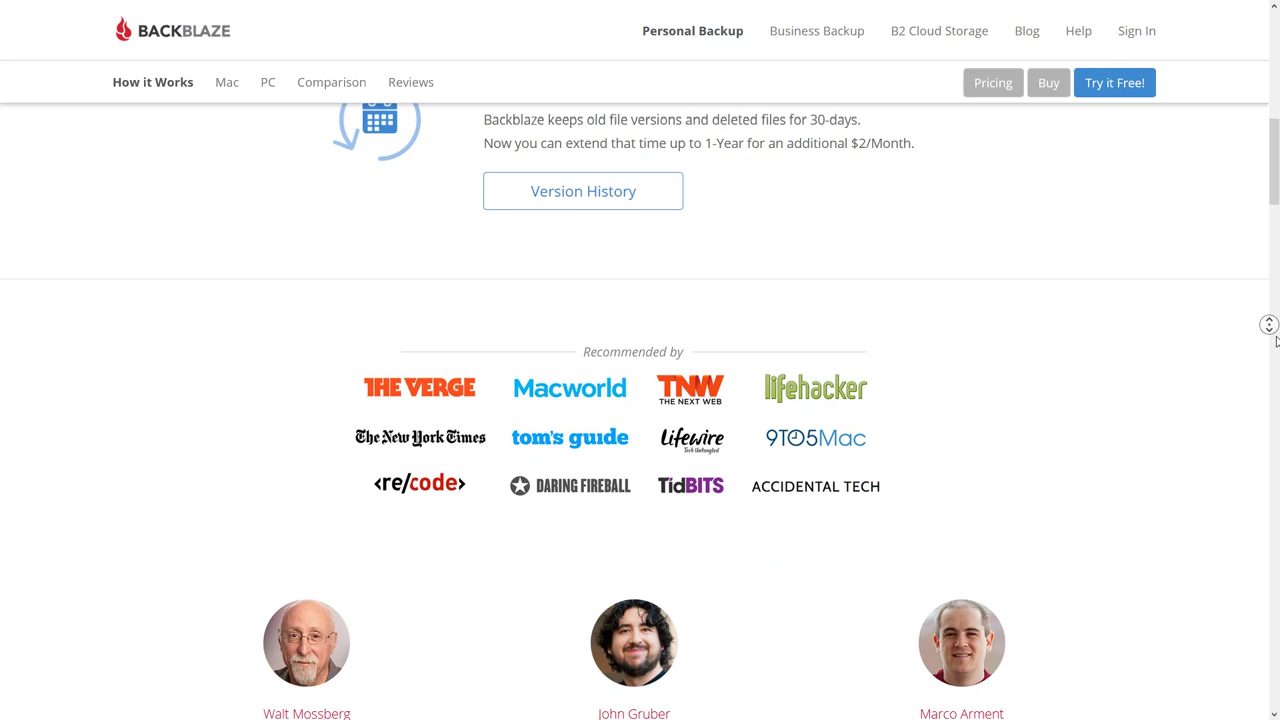 BACKBLAZE
Personal Backup Business Backup B2 Cloud Storage Blog Help Sign In
How it Works Mac PC Comparison Reviews Pricing Buy Try it Free!
Backblaze keeps old file versions and deleted files for 30-days.
Now you can extend that time up to 1-Year for an additional $2/Month.
Version History
Recommended by
THE VERGE Macworld TNW THE NEXT WEB lifehacker
The New York Times tom's guide Lifewire Tech Untangled 9TO5Mac
<re/code> DARING FIREBALL TidBITS ACCIDENTAL TECH
Walt Mossberg John Gruber Marco Arment